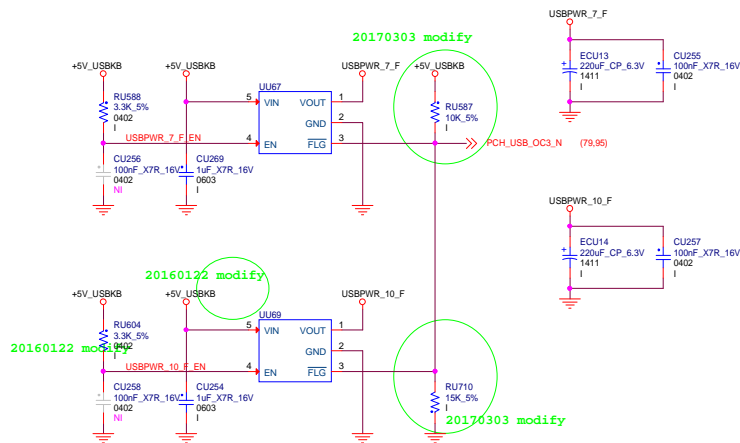 USBPWR_7_F
20170303 modify
ECU13
220uF_CP_6.3V
1411
I
CU255
100nF_X7R_16V
0402
I
+5V_USBKB
+5V_USBKB
USBPWR_7_F
+5V_USBKB
UU67
RU588
3.3K_5%
0402
I
5
VIN
VOUT
1
GND
2
4
EN
FLG
3
RU587
10K_5%
I
USBPWR_7_F_EN
PCH_USB_OC3_N (79,95)
CU256
100nF_X7R_16V
0402
NI
CU269
1uF_X7R_16V
0603
I
USBPWR_10_F
ECU14
220uF_CP_6.3V
1411
I
CU257
100nF_X7R_16V
0402
I
20160122 modify
+5V_USBKB
+5V_USBKB
USBPWR_10_F
UU69
RU604
3.3K_5%
0402
I
20160122 modify
5
VIN
VOUT
1
GND
2
4
EN
FLG
3
USBPWR_10_F_EN
CU258
100nF_X7R_16V
0402
NI
CU254
1uF_X7R_16V
0603
I
RU710
15K_5%
I
20170303 modify